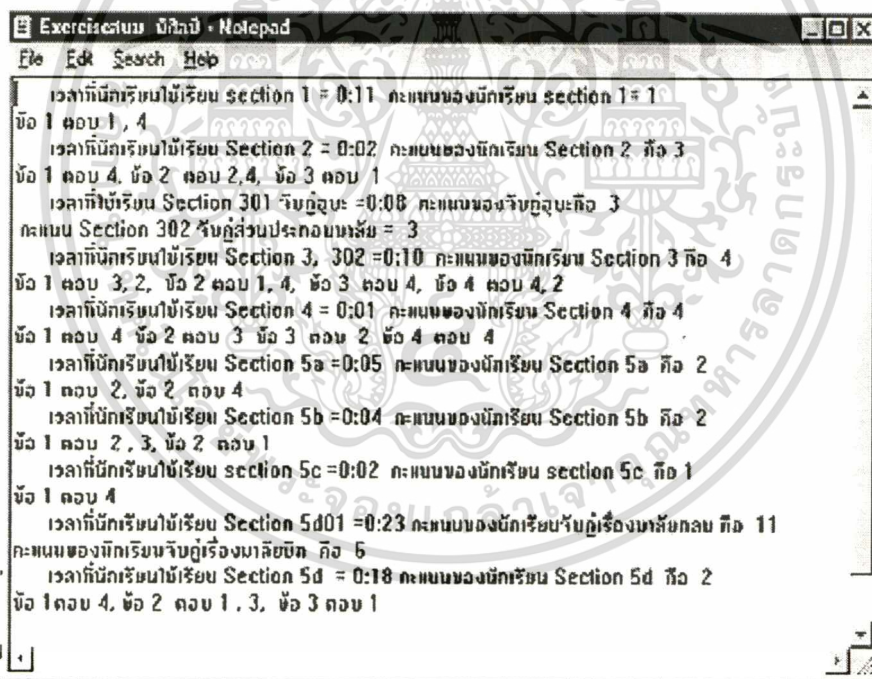 Exerciseสนม พิศิลป์ - Notepad
File Edit Search Help
เวลาที่นักเรียนใช้เรียน section 1 = 0:11 คะแนนของนักเรียน section 1= 1
ข้อ 1 ตอบ 1 , 4
เวลาที่นักเรียนใช้เรียน Section 2 = 0:02 คะแนนของนักเรียน Section 2 คือ 3
ข้อ 1 ตอบ 4, ข้อ 2 ตอบ 2,4, ข้อ 3 ตอบ 1
เวลาที่ใช้เรียน Section 301 จับคู่อุบะ =0:08 คะแนนของจับคู่อุบะคือ 3
คะแนน Section 302 จับคู่ส่วนประกอบมาลัย = 3
เวลาที่นักเรียนใช้เรียน Section 3, 302 =0:10 คะแนนของนักเรียน Section 3 คือ 4
ข้อ 1 ตอบ 3, 2, ข้อ 2 ตอบ 1, 4, ข้อ 3 ตอบ 4, ข้อ 4 ตอบ 4, 2
เวลาที่นักเรียนใช้เรียน Section 4 = 0:01 คะแนนของนักเรียน Section 4 คือ 4
ข้อ 1 ตอบ 4 ข้อ 2 ตอบ 3 ข้อ 3 ตอบ 2 ข้อ 4 ตอบ 4
เวลาที่นักเรียนใช้เรียน Section 5a =0:05 คะแนนของนักเรียน Section 5a คือ 2
ข้อ 1 ตอบ 2, ข้อ 2 ตอบ 4
เวลาที่นักเรียนใช้เรียน Section 5b =0:04 คะแนนของนักเรียน Section 5b คือ 2
ข้อ 1 ตอบ 2 , 3, ข้อ 2 ตอบ 1
เวลาที่นักเรียนใช้เรียน section 5c =0:02 คะแนนของนักเรียน section 5c คือ 1
ข้อ 1 ตอบ 4
เวลาที่นักเรียนใช้เรียน Section 5d01 =0:23 คะแนนของนักเรียนจับคู่เรื่องมาลัยกลม คือ 11
คะแนนของนักเรียนจับคู่เรื่องมาลัยซีก คือ 6
เวลาที่นักเรียนใช้เรียน Section 5d = 0:18 คะแนนของนักเรียน Section 5d คือ 2
ข้อ 1ตอบ 4, ข้อ 2 ตอบ 1 , 3, ข้อ 3 ตอบ 1